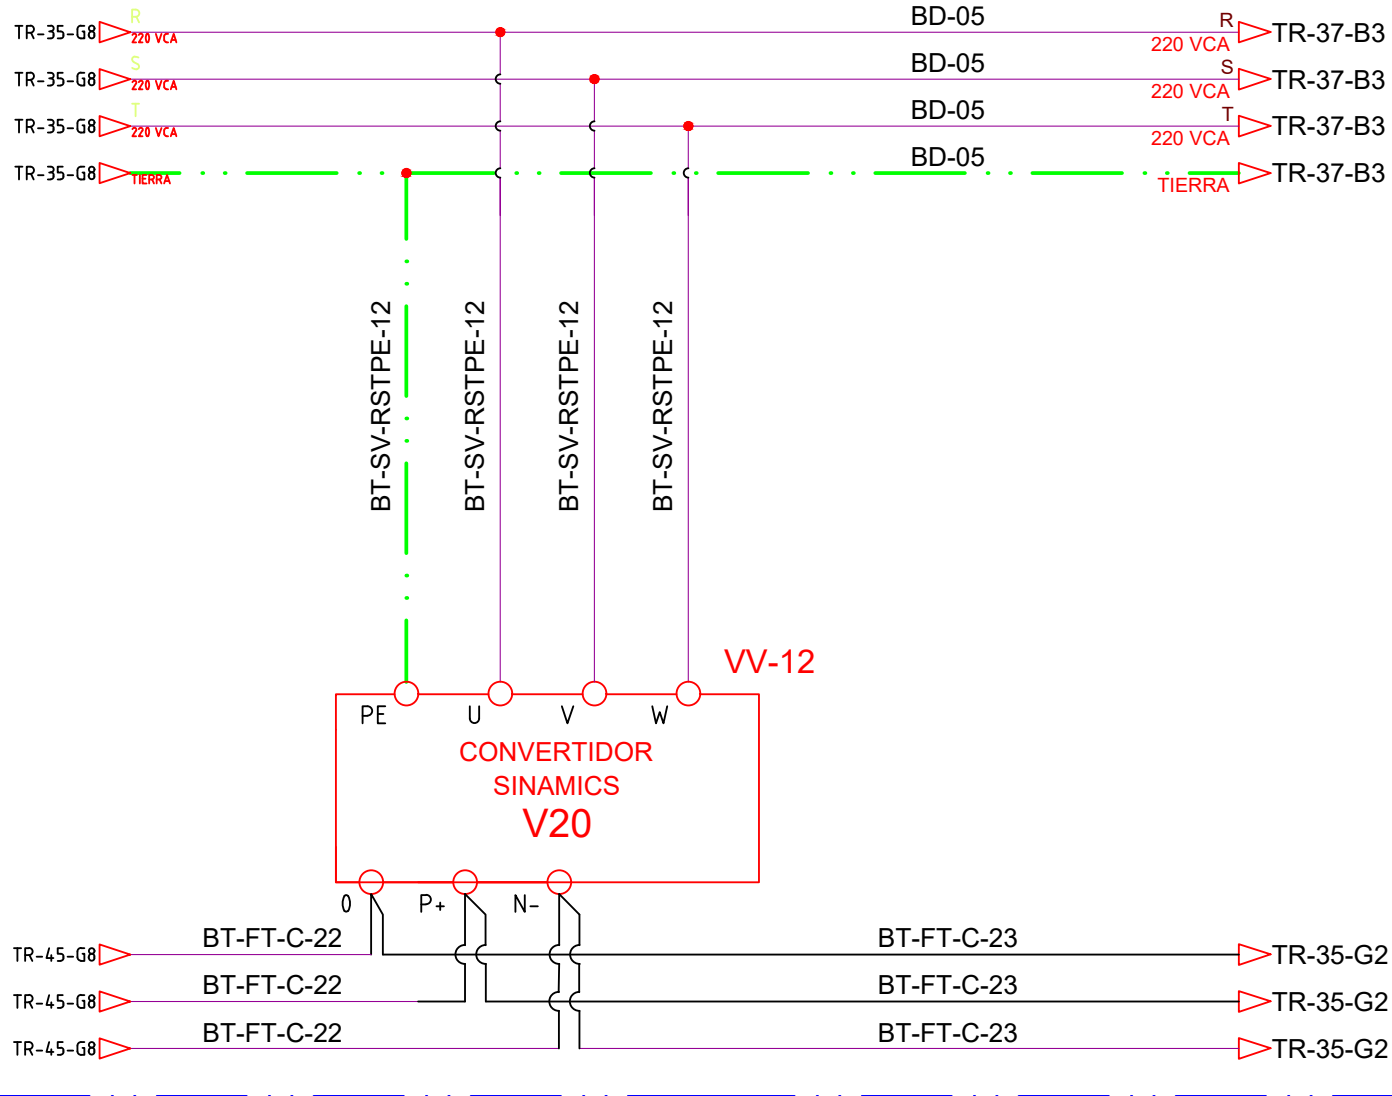 TR-35-G8 R 220 VCA BD-05 R 220 VCA TR-37-B3
TR-35-G8 S 220 VCA BD-05 S 220 VCA TR-37-B3
TR-35-G8 T 220 VCA BD-05 T 220 VCA TR-37-B3
TR-35-G8 TIERRA BD-05 TIERRA TR-37-B3
BT-SV-RSTPE-12
BT-SV-RSTPE-12
BT-SV-RSTPE-12
BT-SV-RSTPE-12
VV-12
PE U V W
CONVERTIDOR
SINAMICS
V20
0 P+ N-
TR-45-G8 BT-FT-C-22 BT-FT-C-23 TR-35-G2
TR-45-G8 BT-FT-C-22 BT-FT-C-23 TR-35-G2
TR-45-G8 BT-FT-C-22 BT-FT-C-23 TR-35-G2